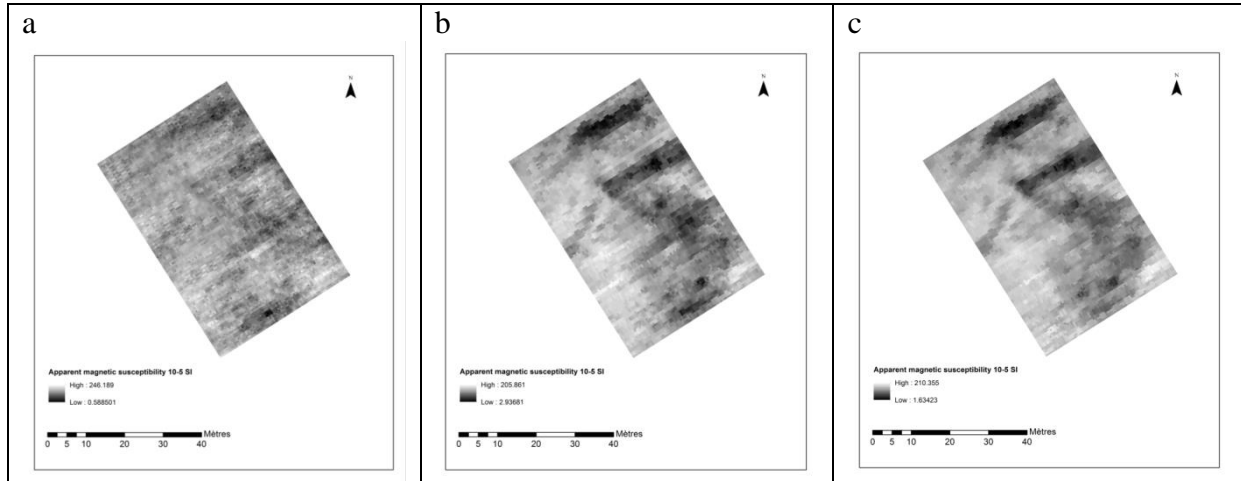 a
N
Apparent magnetic susceptibility 10-5 SI
High : 246.189
Low : 0.588501
Mètres
0 5 10 20 30 40
b
N
Apparent magnetic susceptibility 10-5 SI
High : 205.861
Low : 2.93681
Mètres
0 5 10 20 30 40
c
N
Apparent magnetic susceptibility 10-5 SI
High : 210.355
Low : 1.63423
Mètres
0 5 10 20 30 40